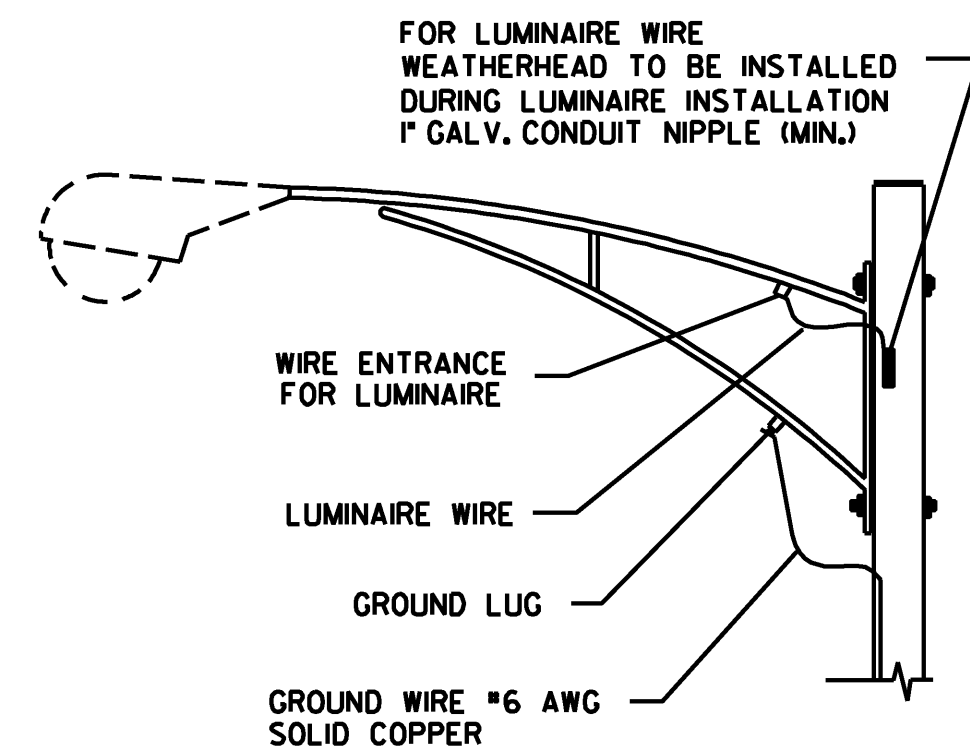 FOR LUMINAIRE WIRE
WEATHERHEAD TO BE INSTALLED
DURING LUMINAIRE INSTALLATION
1" GALV. CONDUIT NIPPLE (MIN.)
WIRE ENTRANCE
FOR LUMINAIRE
LUMINAIRE WIRE
GROUND LUG
GROUND WIRE #6 AWG
SOLID COPPER